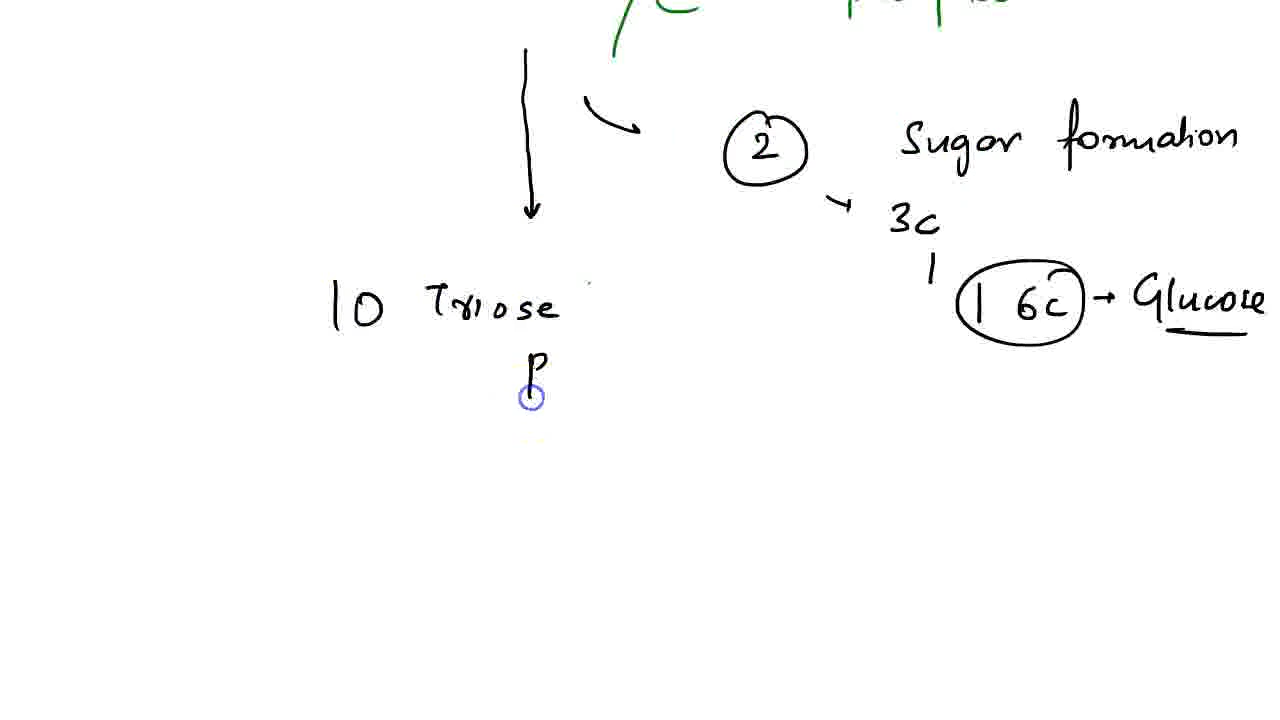 2 Sugar formation
3c
1 6c → Glucose
10 Triose
P